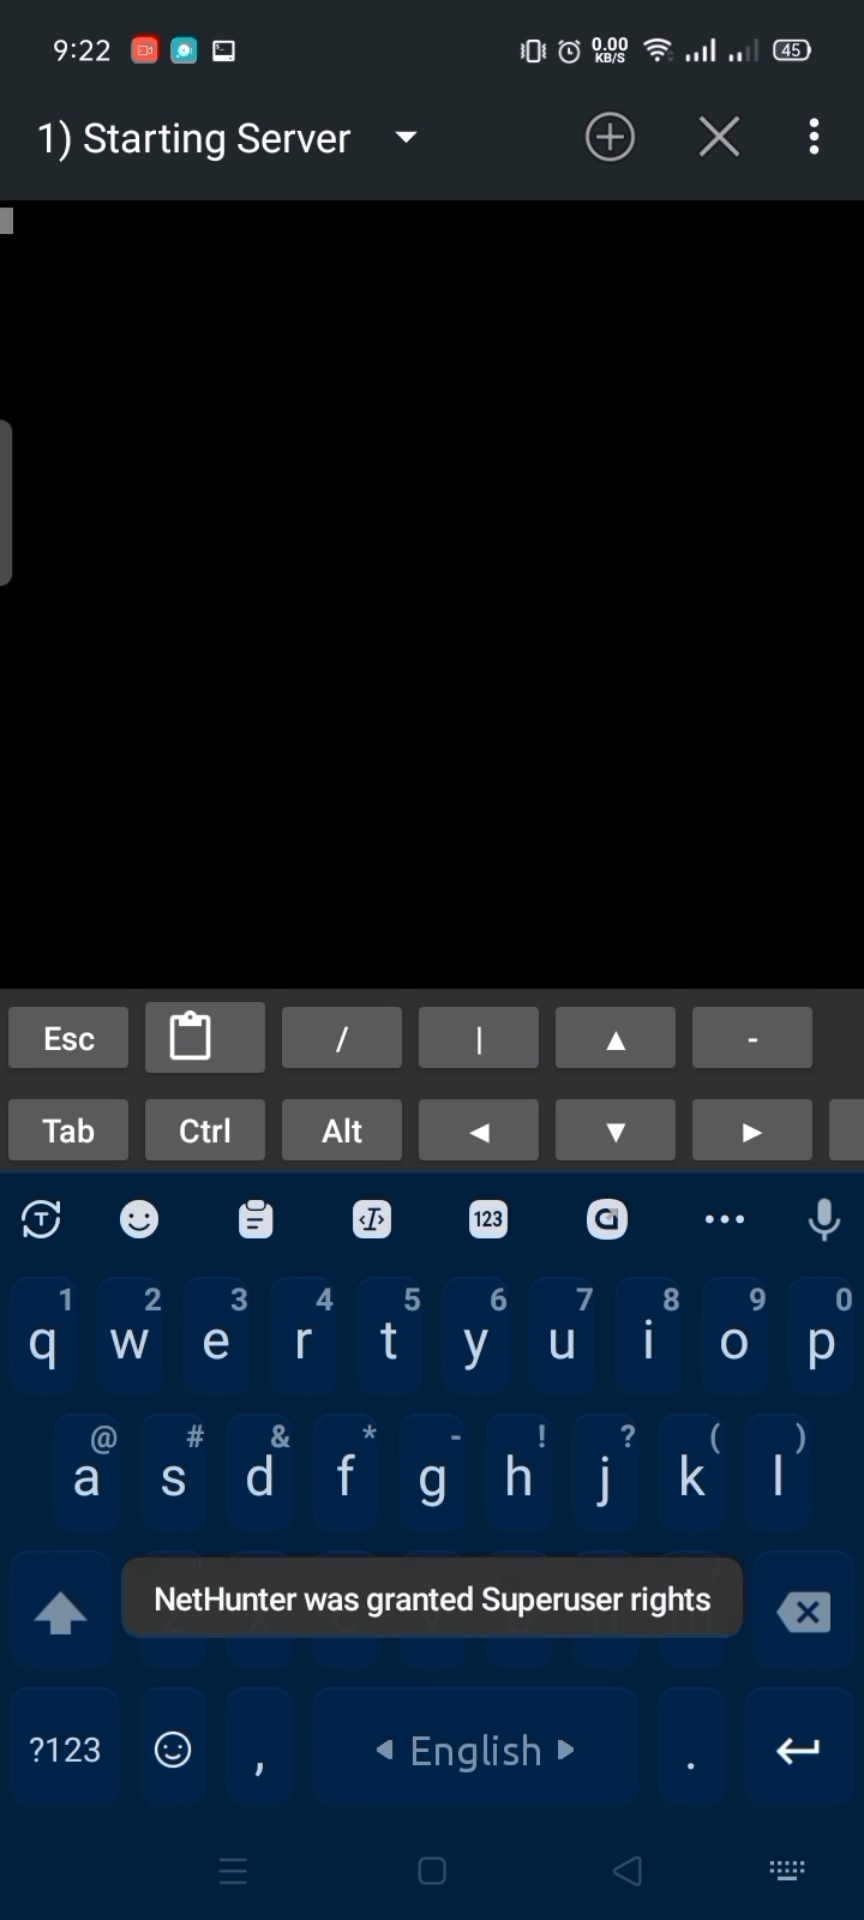 9:22 0.00 KB/S 45
1) Starting Server
Esc / | ▲ -
Tab Ctrl Alt ◄ ▼ ►
T 123
1 2 3 4 5 6 7 8 9 0
q w e r t y u i o p
@ # & * - ! ? ( )
a s d f g h j k l
NetHunter was granted Superuser rights
?123 , ◄ English ► .